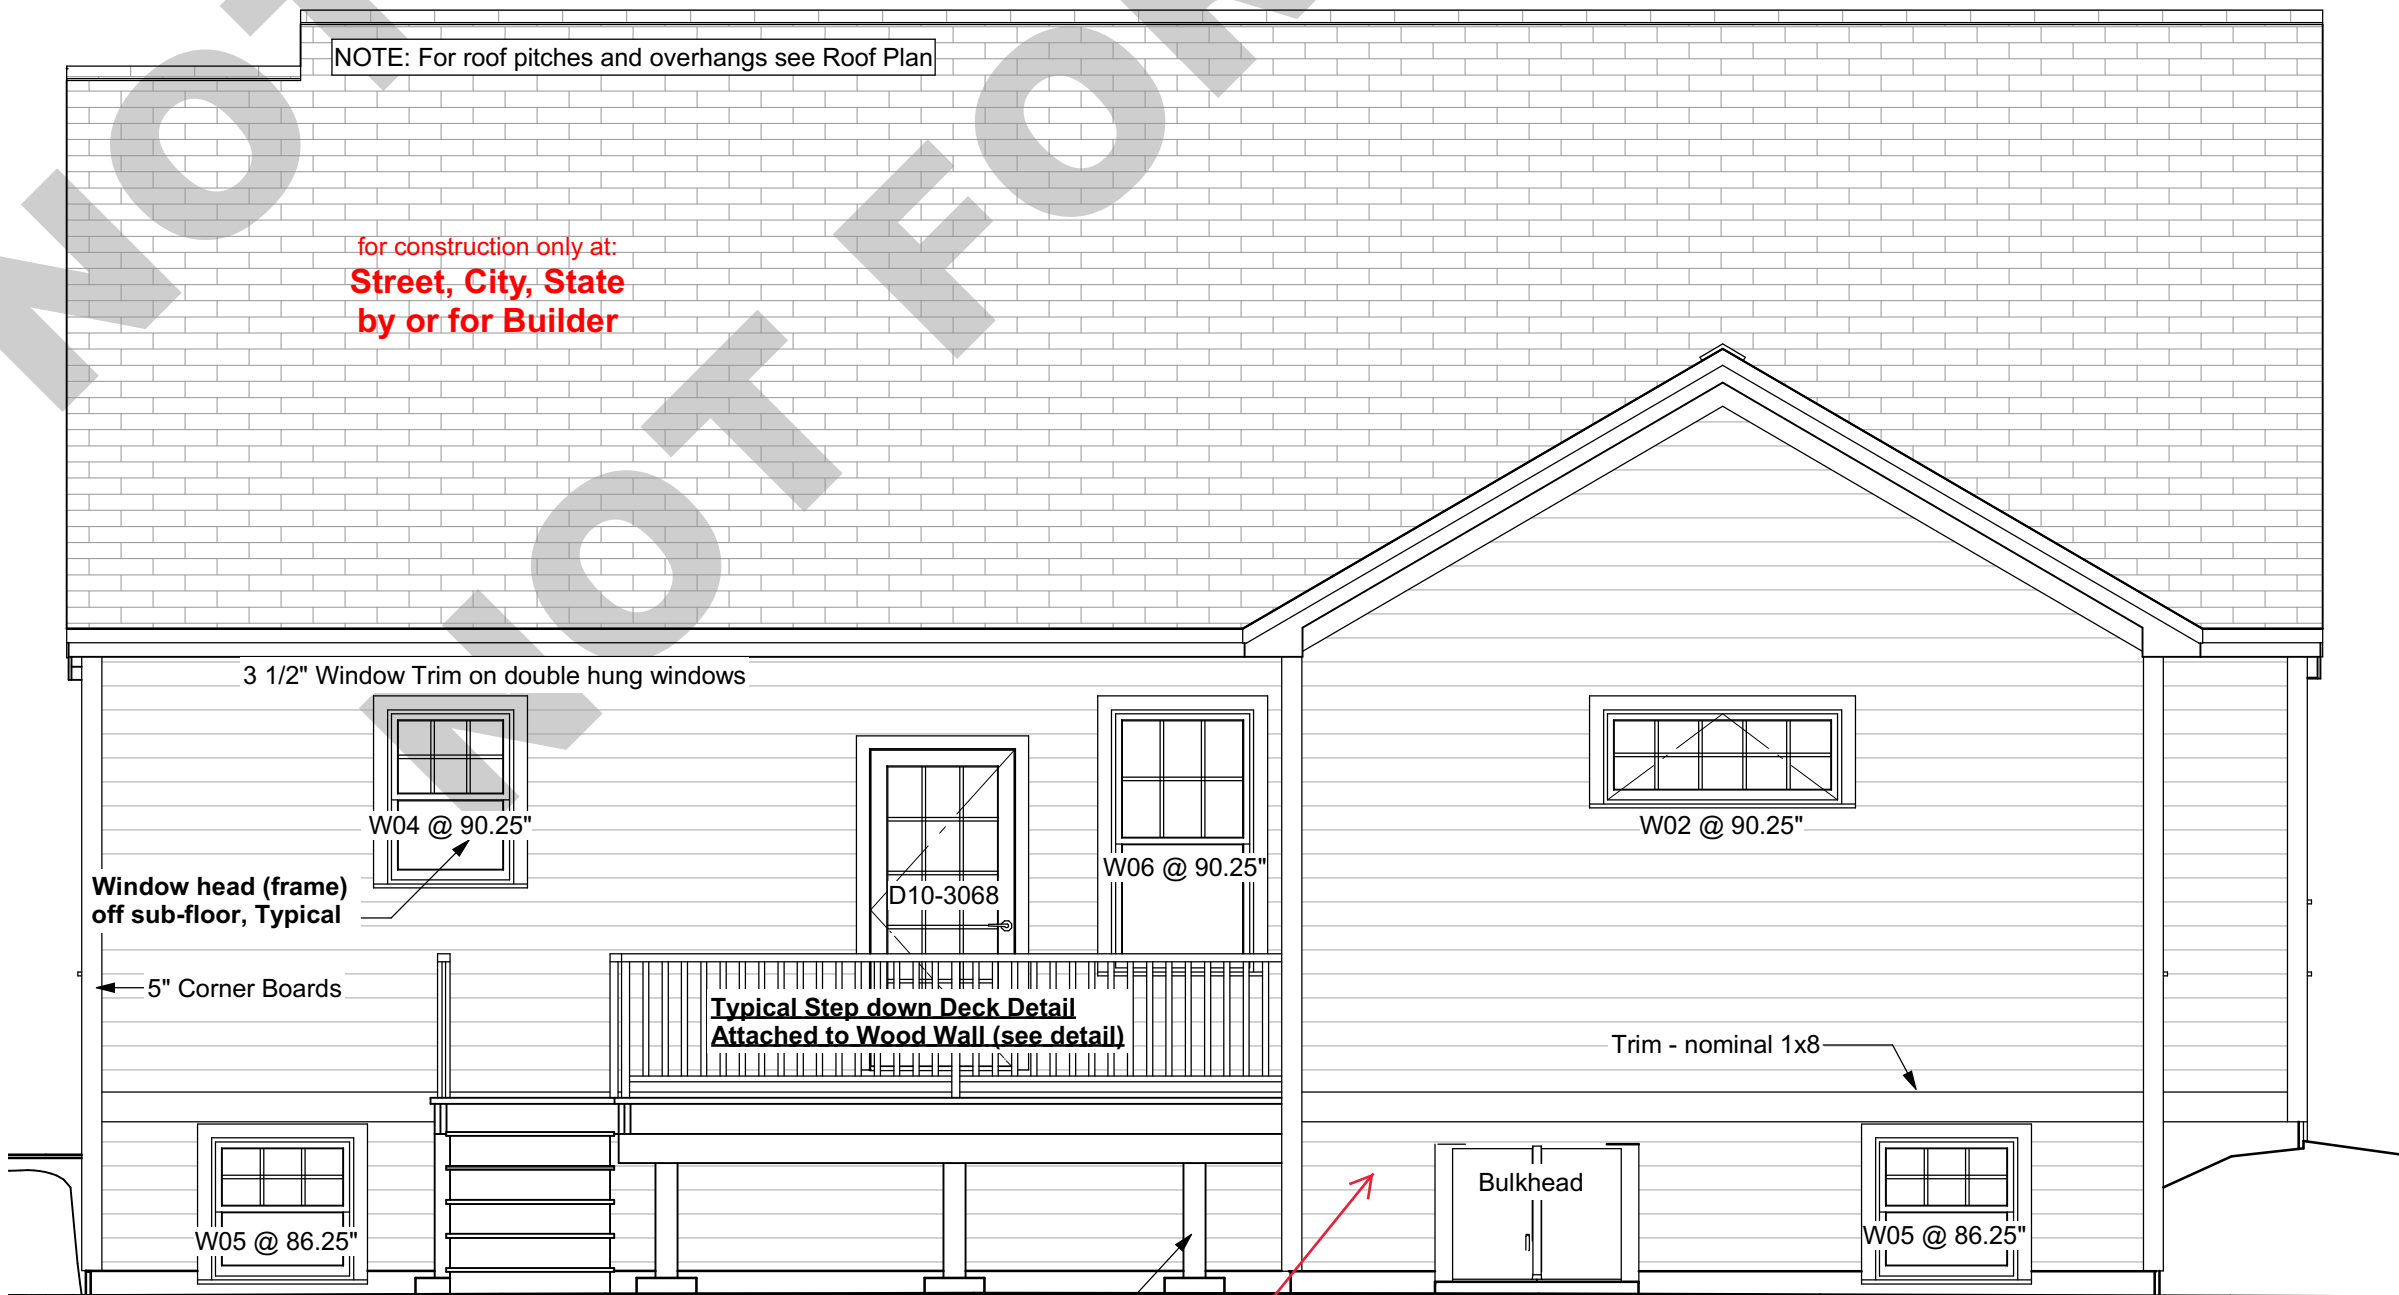 NOT
NOT FOR
NOTE: For roof pitches and overhangs see Roof Plan
for construction only at:
Street, City, State
by or for Builder
3 1/2" Window Trim on double hung windows
W04 @ 90.25"
W02 @ 90.25"
W06 @ 90.25"
Window head (frame)
off sub-floor, Typical
D10-3068
5" Corner Boards
Typical Step down Deck Detail
Attached to Wood Wall (see detail)
Trim - nominal 1x8
Bulkhead
W05 @ 86.25"
W05 @ 86.25"